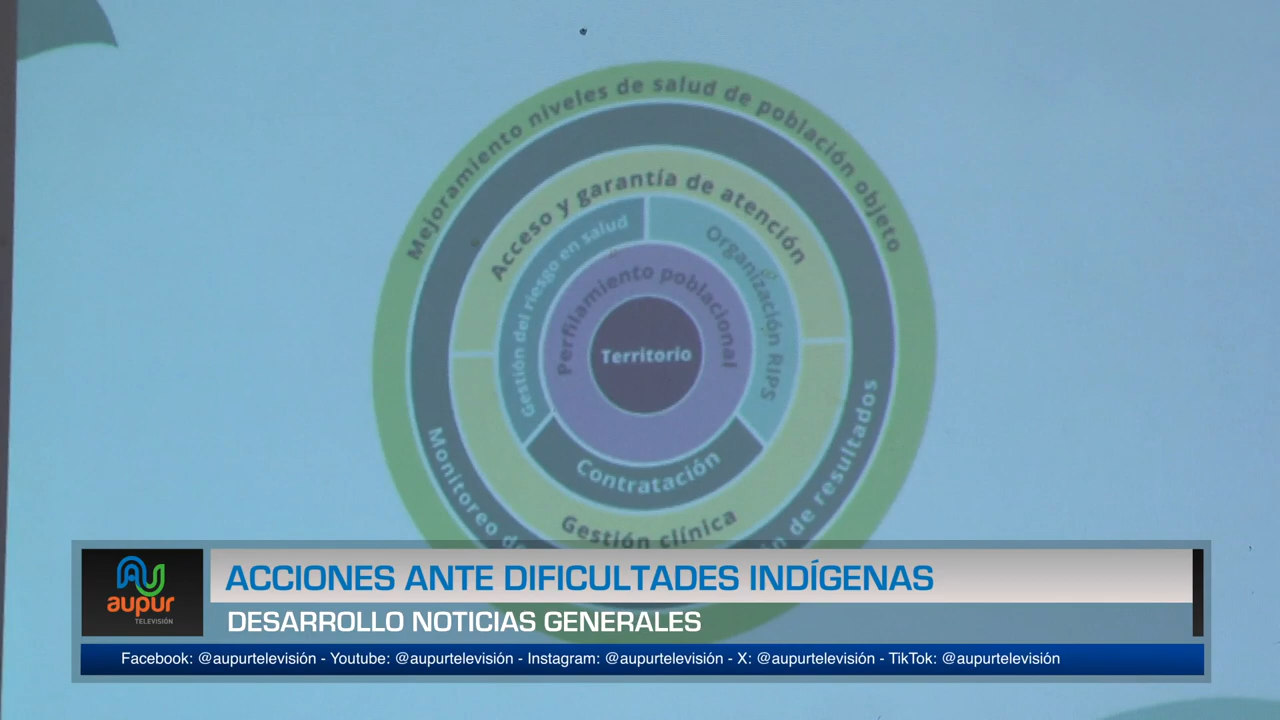 Mejoramiento niveles de salud de población objeto
Acceso y garantía de atención
Gestión del riesgo en salud
Organización RIPS
Perfilamiento poblacional
Territorio
Contratación
Gestión clínica
Monitoreo
de resultados
aupur
TELEVISIÓN
ACCIONES ANTE DIFICULTADES INDÍGENAS
DESARROLLO NOTICIAS GENERALES
Facebook: @aupurtelevisión - Youtube: @aupurtelevisión - Instagram: @aupurtelevisión - X: @aupurtelevisión - TikTok: @aupurtelevisión